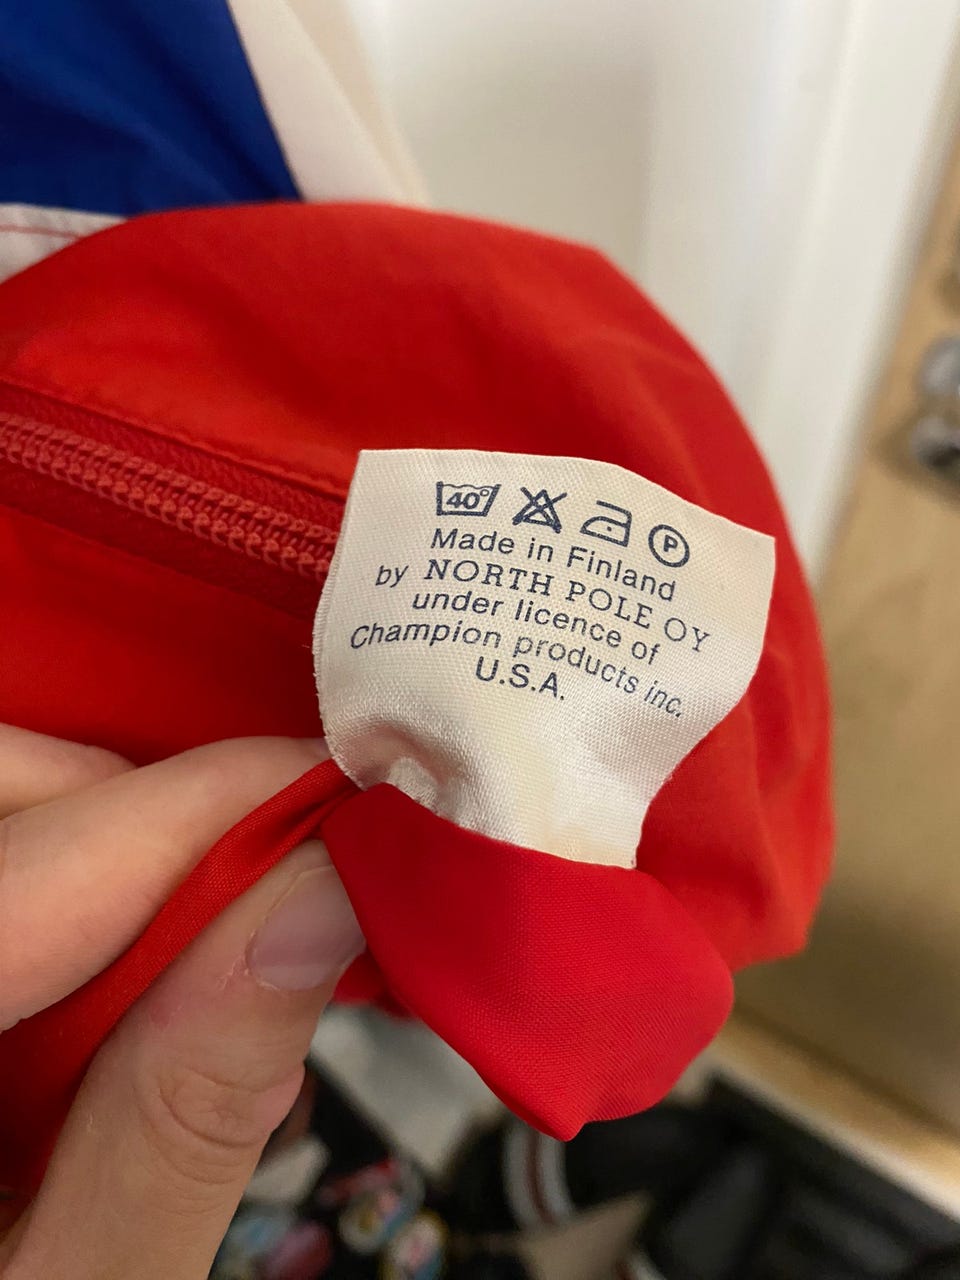 40°
P
Made in Finland
by NORTH POLE OY
under licence of
Champion products inc.
U.S.A.